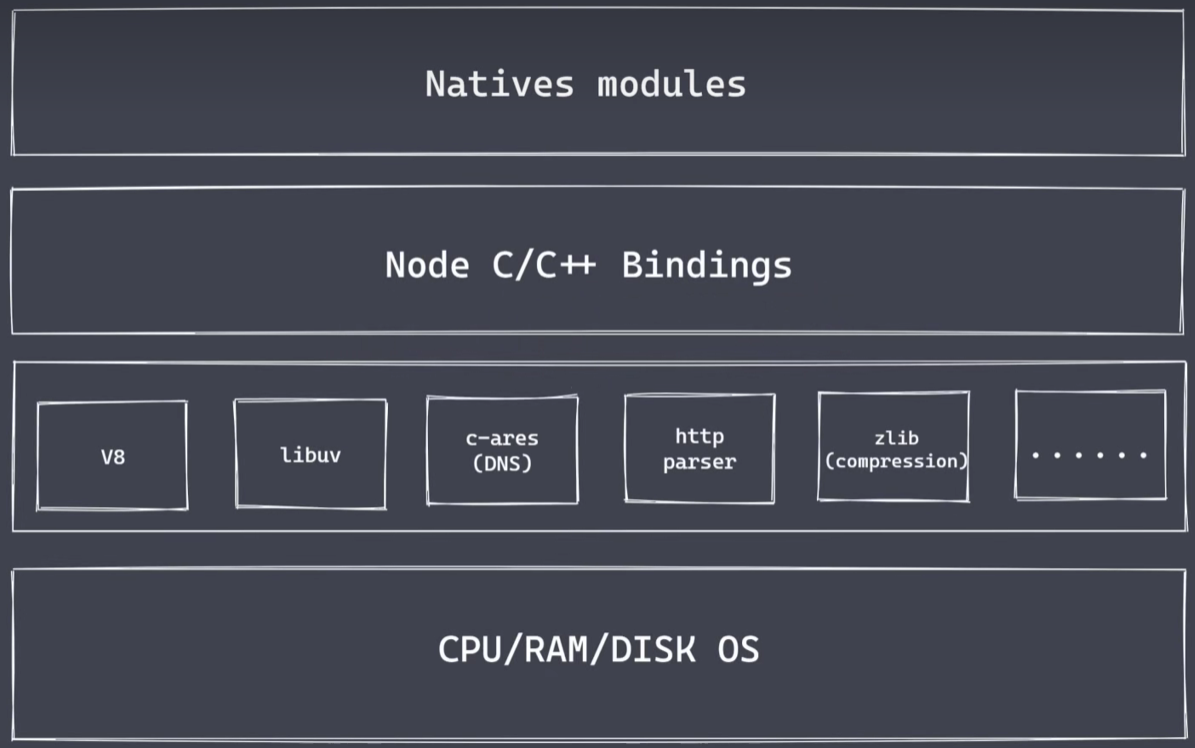 Natives modules
Node C/C++ Bindings
V8
libuv
c-ares
(DNS)
http
parser
zlib
(compression)
......
CPU/RAM/DISK OS